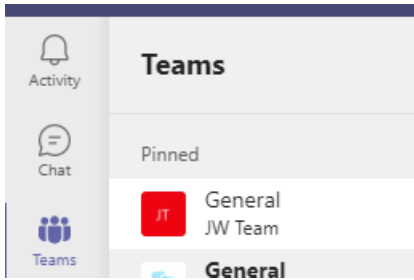 Activity
Teams
Chat
Pinned
JT
General
JW Team
Teams
General